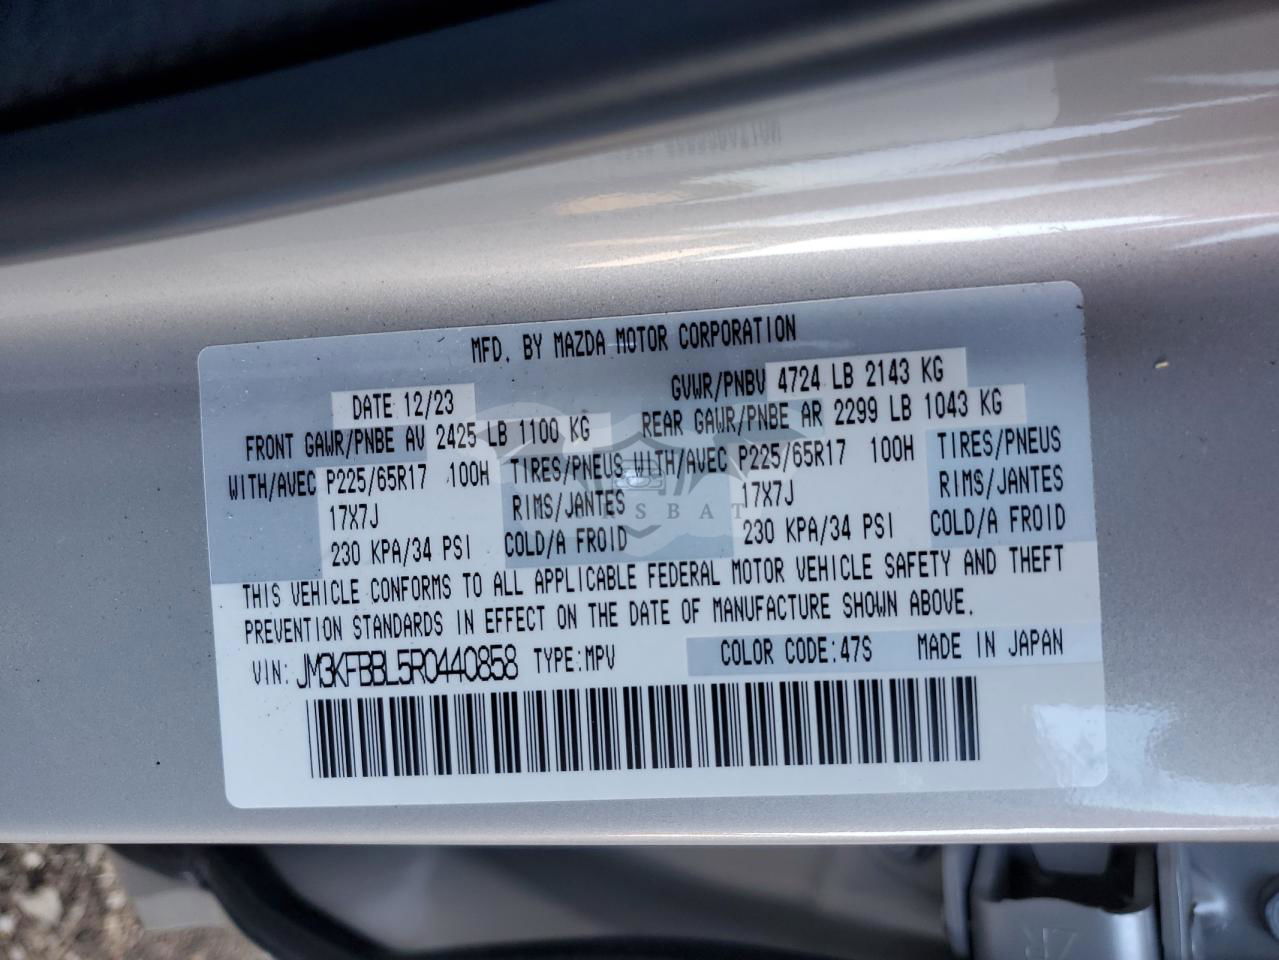 MFD. BY MAZDA MOTOR CORPORATION
DATE 12/23 GVWR/PNBV 4724 LB 2143 KG
FRONT GAWR/PNBE AV 2425 LB 1100 KG REAR GAWR/PNBE AR 2299 LB 1043 KG
WITH/AVEC P225/65R17 100H TIRES/PNEUS WITH/AVEC P225/65R17 100H TIRES/PNEUS
17X7J RIMS/JANTES 17X7J RIMS/JANTES
230 KPA/34 PSI COLD/A FROID 230 KPA/34 PSI COLD/A FROID
THIS VEHICLE CONFORMS TO ALL APPLICABLE FEDERAL MOTOR VEHICLE SAFETY AND THEFT
PREVENTION STANDARDS IN EFFECT ON THE DATE OF MANUFACTURE SHOWN ABOVE.
VIN: JM3KFBBL5R0440858 TYPE:MPV COLOR CODE:47S MADE IN JAPAN